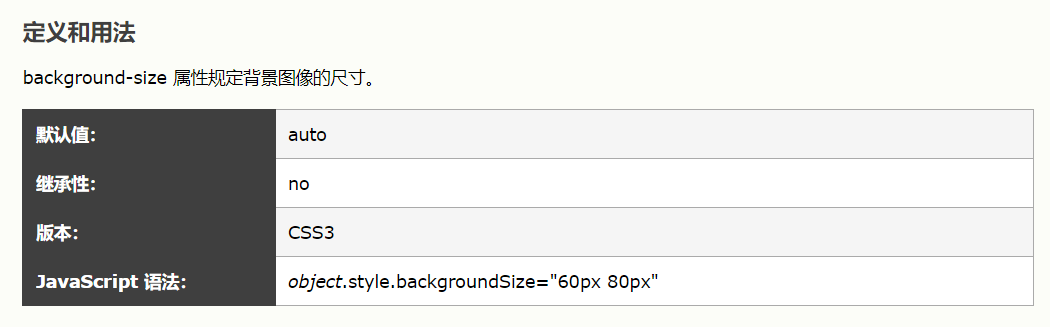 定义和用法
background-size 属性规定背景图像的尺寸。
默认值： auto
继承性： no
版本： CSS3
JavaScript 语法： object.style.backgroundSize="60px 80px"